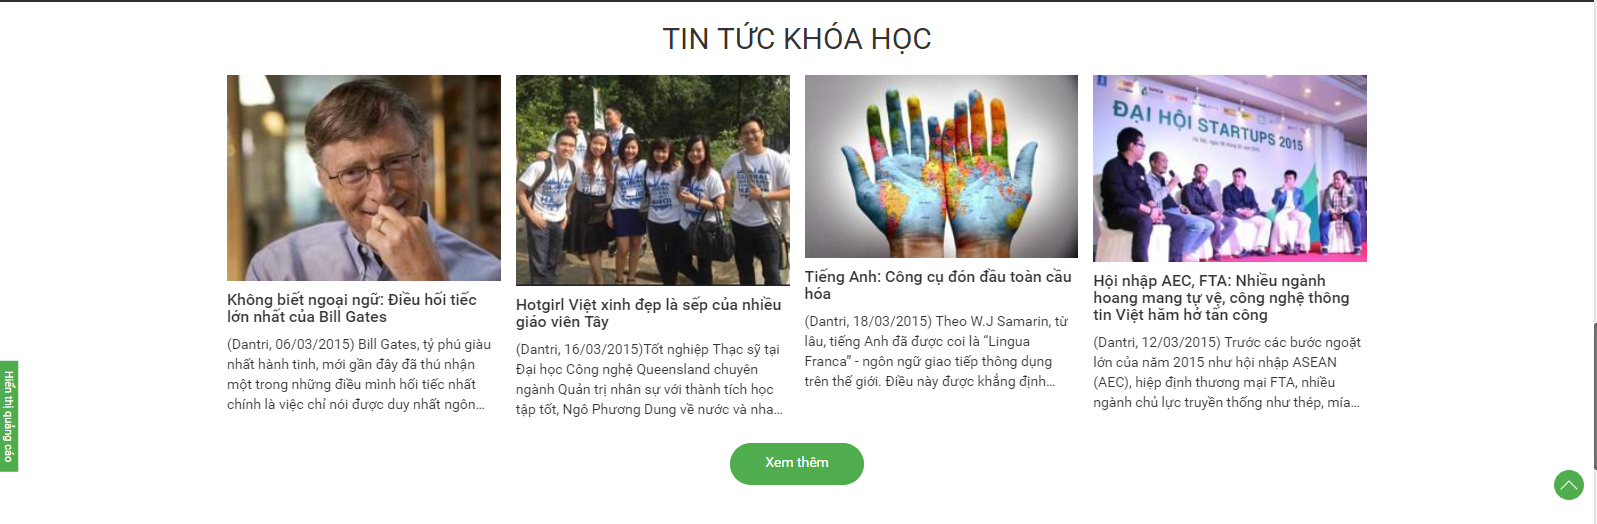 TIN TỨC KHÓA HỌC
ĐẠI HỘI STARTUPS 2015
Không biết ngoại ngữ: Điều hối tiếc
lớn nhất của Bill Gates
(Dantri, 06/03/2015) Bill Gates, tỷ phú giàu
nhất hành tinh, mới gần đây đã thú nhận
một trong những điều mình hối tiếc nhất
chính là việc chỉ nói được duy nhất ngôn...
Hotgirl Việt xinh đẹp là sếp của nhiều
giáo viên Tây
(Dantri, 16/03/2015)Tốt nghiệp Thạc sỹ tại
Đại học Công nghệ Queensland chuyên
ngành Quản trị nhân sự với thành tích học
tập tốt, Ngô Phương Dung về nước và nha...
Tiếng Anh: Công cụ đón đầu toàn cầu
hóa
(Dantri, 18/03/2015) Theo W.J Samarin, từ
lâu, tiếng Anh đã được coi là “Lingua
Franca” - ngôn ngữ giao tiếp thông dụng
trên thế giới. Điều này được khẳng định...
Hội nhập AEC, FTA: Nhiều ngành
hoang mang tự vệ, công nghệ thông
tin Việt hăm hở tấn công
(Dantri, 12/03/2015) Trước các bước ngoặt
lớn của năm 2015 như hội nhập ASEAN
(AEC), hiệp định thương mại FTA, nhiều
ngành chủ lực truyền thống như thép, mía...
Xem thêm
Hiển thị quảng cáo